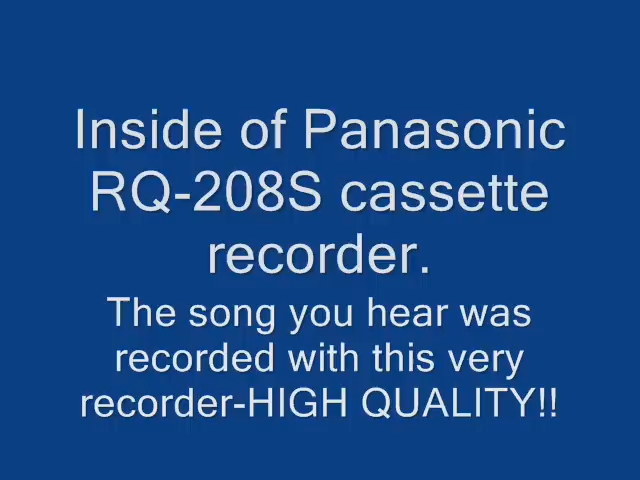 Inside of Panasonic
RQ-208S cassette
recorder.
The song you hear was
recorded with this very
recorder-HIGH QUALITY!!